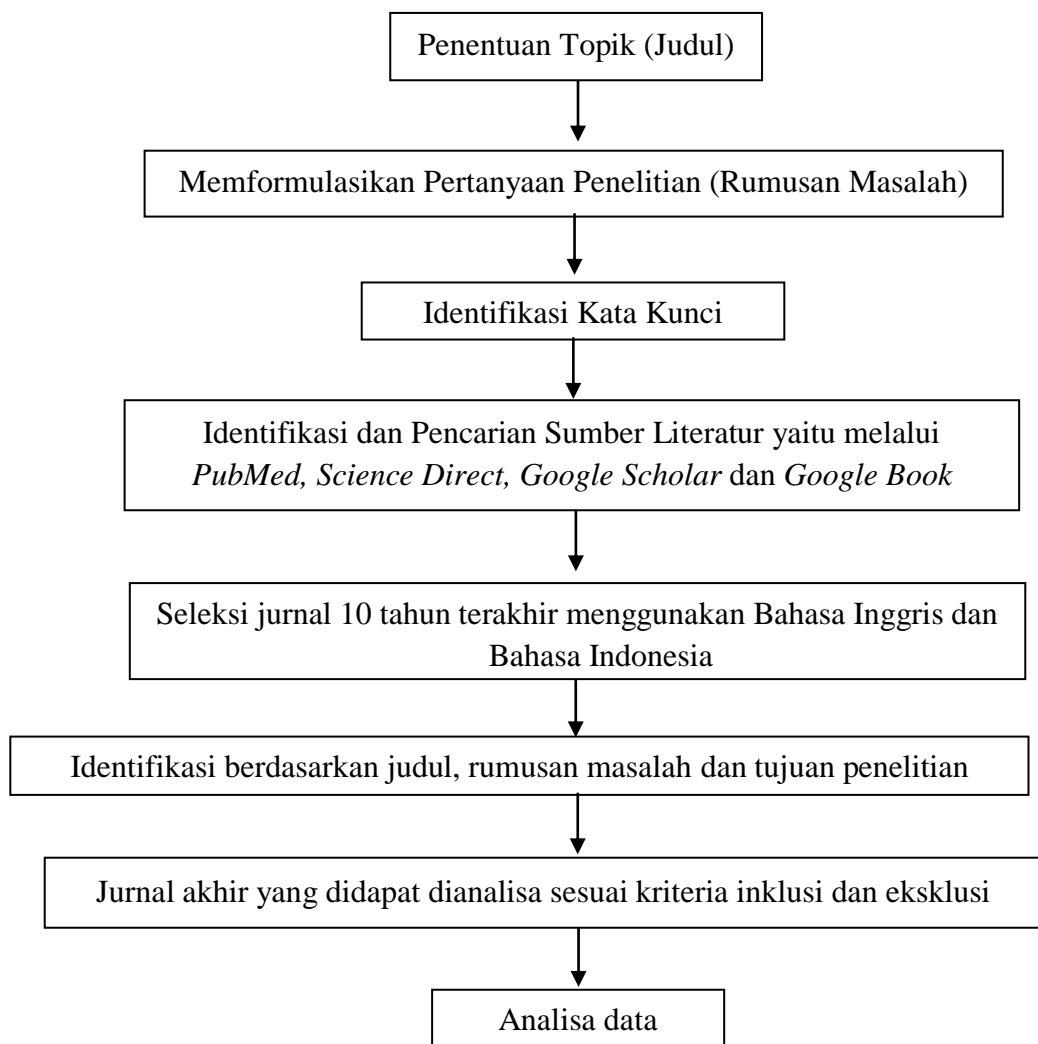 Penentuan Topik (Judul)
Memformulasikan Pertanyaan Penelitian (Rumusan Masalah)
Identifikasi Kata Kunci
Identifikasi dan Pencarian Sumber Literatur yaitu melalui
PubMed, Science Direct, Google Scholar dan Google Book
Seleksi jurnal 10 tahun terakhir menggunakan Bahasa Inggris dan
Bahasa Indonesia
Identifikasi berdasarkan judul, rumusan masalah dan tujuan penelitian
Jurnal akhir yang didapat dianalisa sesuai kriteria inklusi dan eksklusi
Analisa data